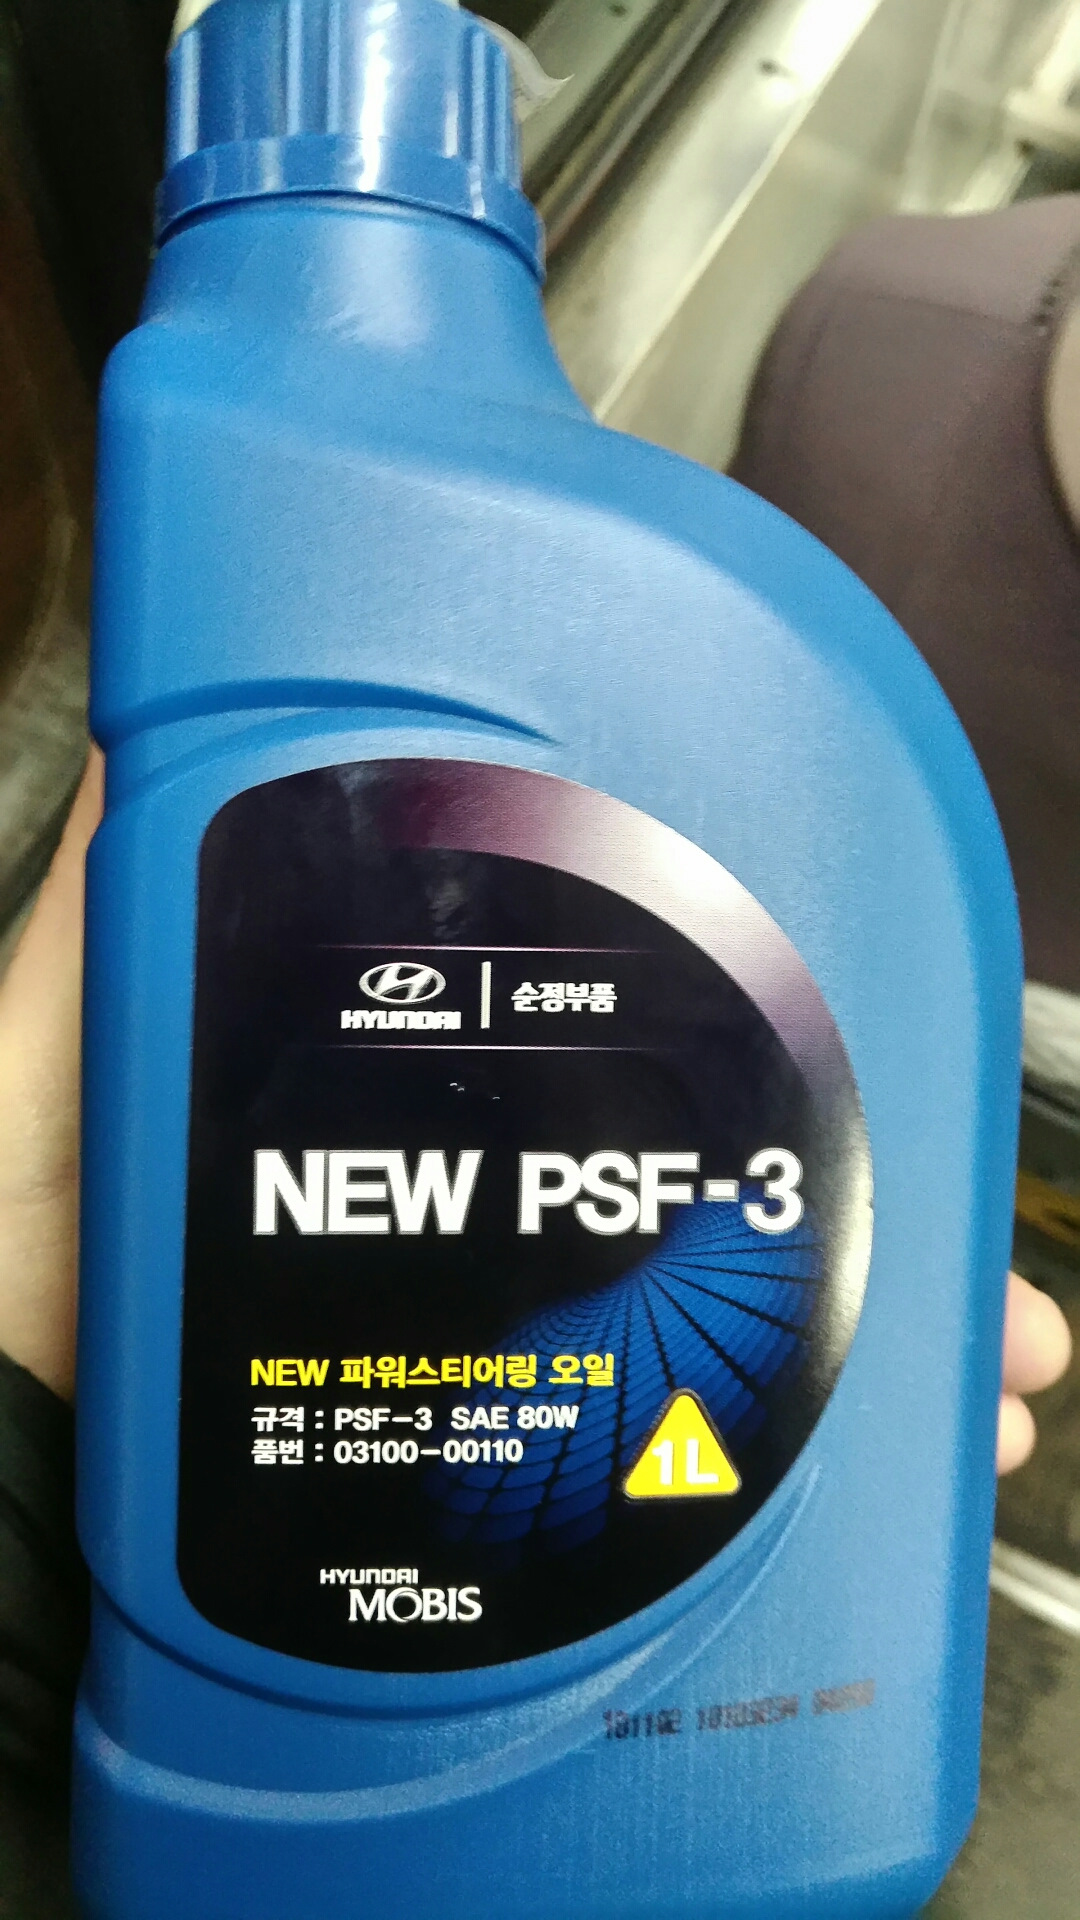 HYUNDAI 순정부품
NEW PSF-3
NEW 파워스티어링 오일
규격 : PSF-3 SAE 80W
품번 : 03100-00110
1L
HYUNDAI
MOBIS